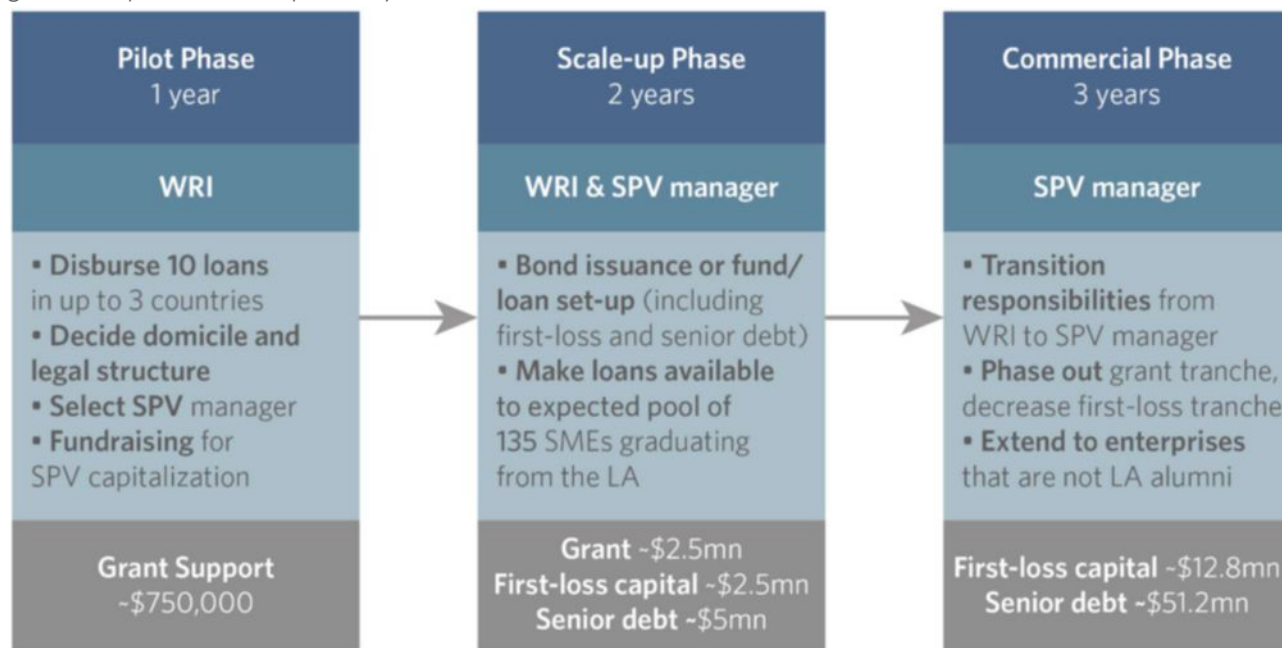 Pilot Phase
1 year
WRI
▪ Disburse 10 loans
in up to 3 countries
▪ Decide domicile and
legal structure
▪ Select SPV manager
▪ Fundraising for
SPV capitalization
Grant Support
~$750,000
Scale-up Phase
2 years
WRI & SPV manager
▪ Bond issuance or fund/
loan set-up (including
first-loss and senior debt)
▪ Make loans available
to expected pool of
135 SMEs graduating
from the LA
Grant ~$2.5mn
First-loss capital ~$2.5mn
Senior debt ~$5mn
Commercial Phase
3 years
SPV manager
▪ Transition
responsibilities from
WRI to SPV manager
▪ Phase out grant tranche,
decrease first-loss tranche
▪ Extend to enterprises
that are not LA alumni
First-loss capital ~$12.8mn
Senior debt ~$51.2mn